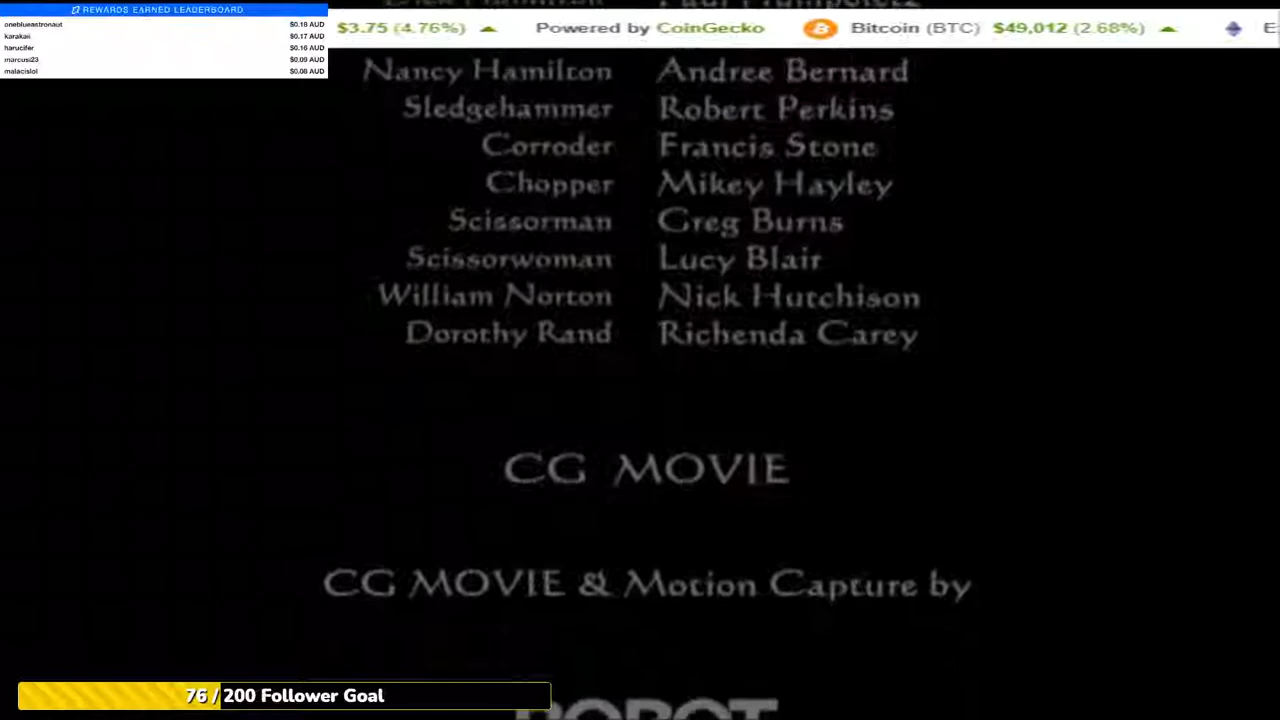 REWARDS EARNED LEADERBOARD
oneblueastronaut $0.18 AUD
karakaii $0.17 AUD
harucifer $0.16 AUD
marcusi23 $0.09 AUD
malacislol $0.08 AUD
$3.75 (4.76%) Powered by CoinGecko Bitcoin (BTC) $49,012 (2.68%) E
Nancy Hamilton Andree Bernard
Sledgehammer Robert Perkins
Corroder Francis Stone
Chopper Mikey Hayley
Scissorman Greg Burns
Scissorwoman Lucy Blair
William Norton Nick Hutchison
Dorothy Rand Richenda Carey
CG MOVIE
CG MOVIE & Motion Capture by
ROBOT
76 / 200 Follower Goal